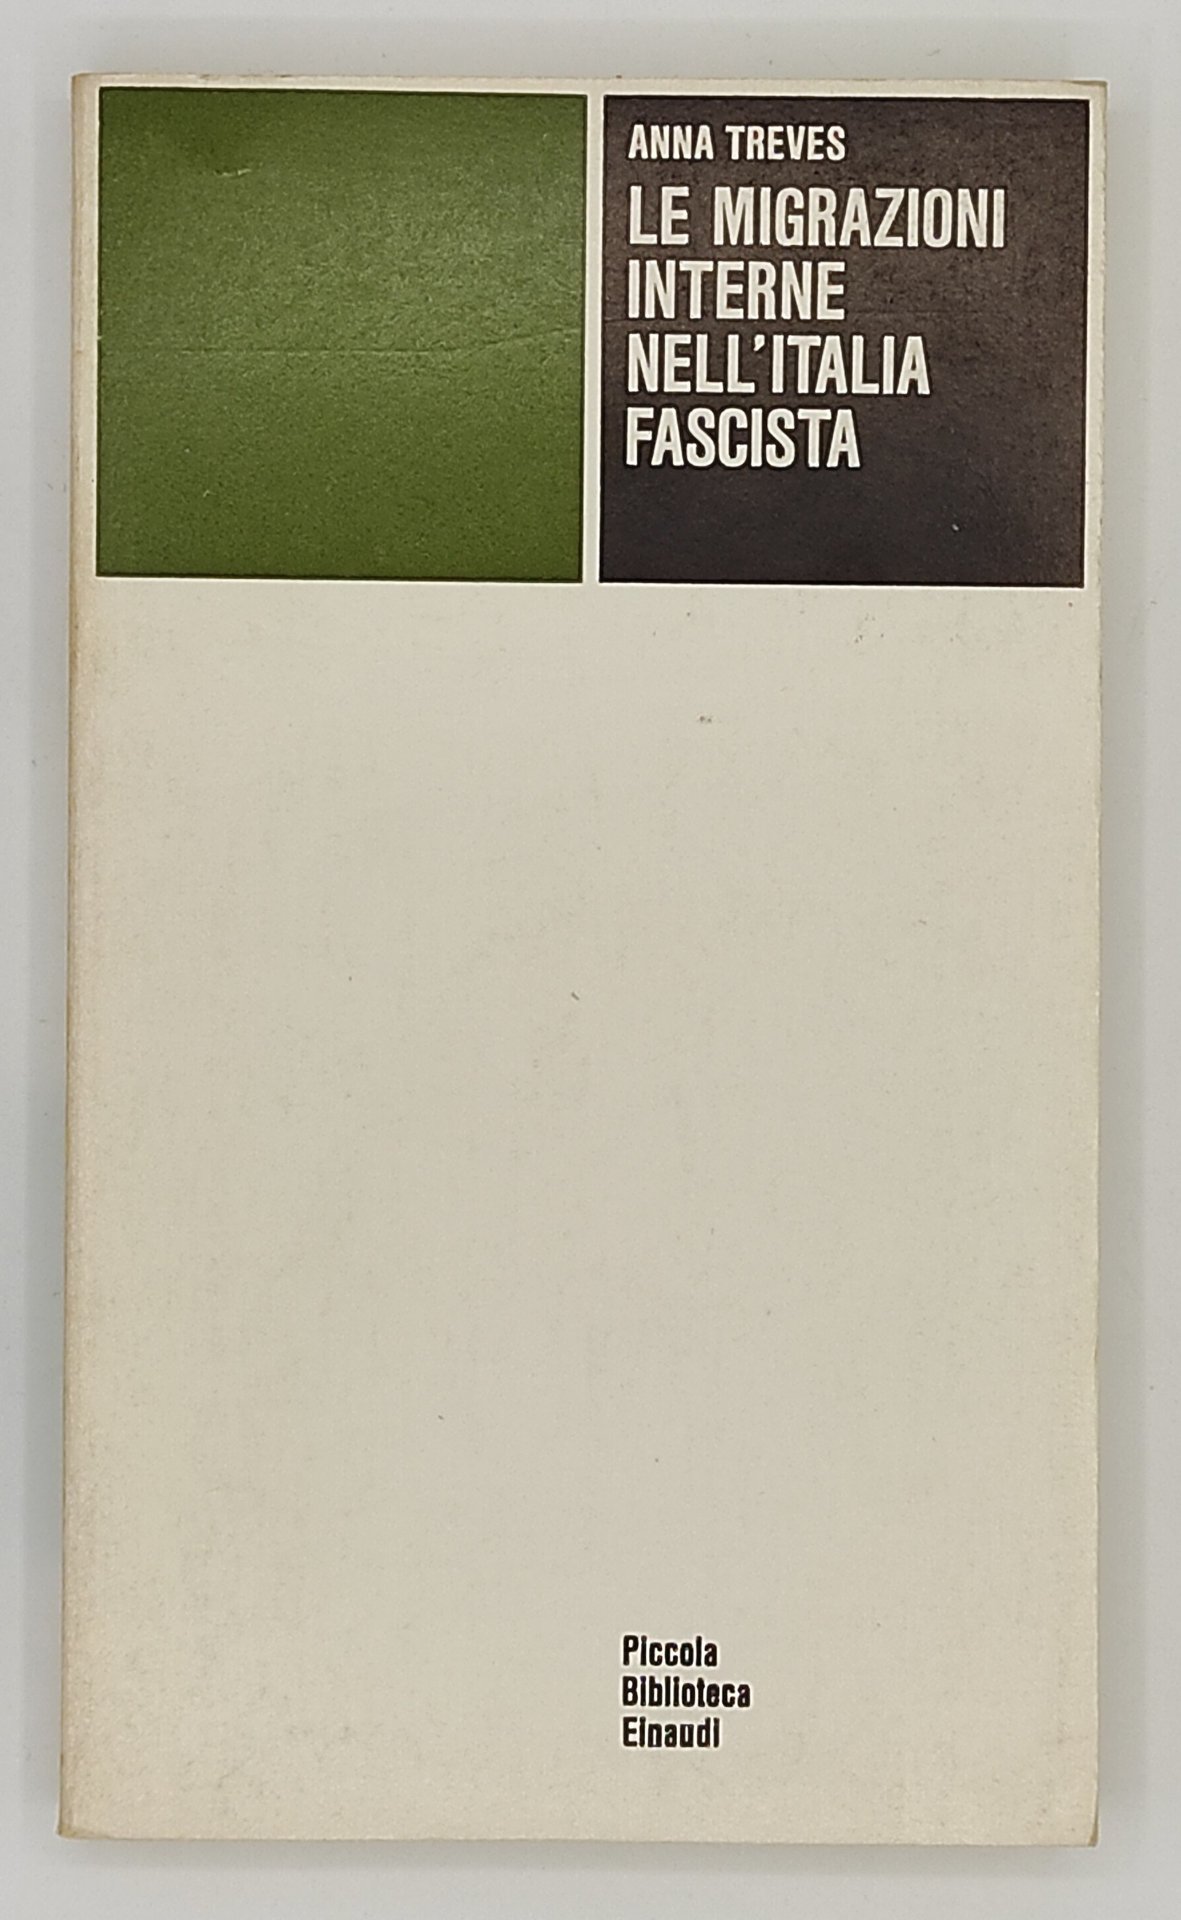 ANNA TREVES
LE MIGRAZIONI
INTERNE
NELL'ITALIA
FASCISTA
Piccola
Biblioteca
Einaudi